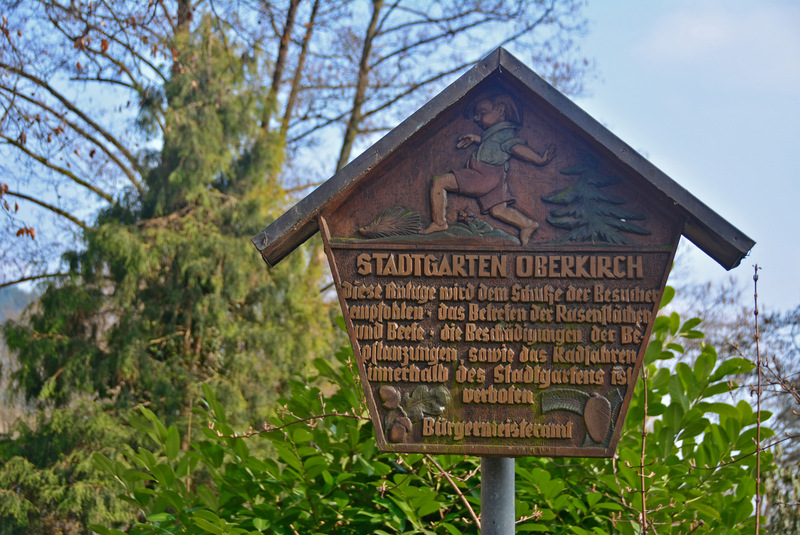 STADTGARTEN OBERKIRCH
Diese Anlage wird dem Schutze der Besucher
empfohlen · das Betreten der Rasenflächen
und Beete · die Beschädigungen der Be
pflanzungen, sowie das Radfahren
innerhalb des Stadtgartens ist
verboten
Bürgermeisteramt